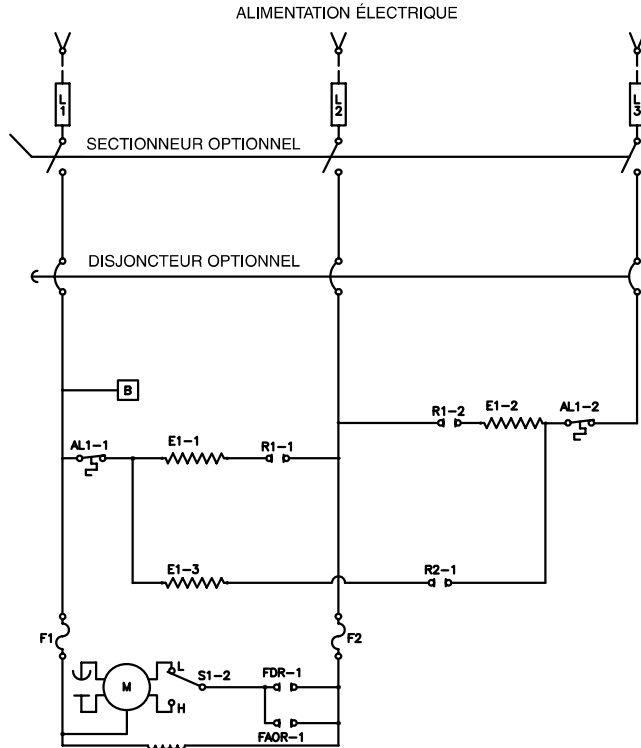 ALIMENTATION ÉLECTRIQUE
L1
L2
L3
SECTIONNEUR OPTIONNEL
DISJONCTEUR OPTIONNEL
B
R1-2
E1-2
AL1-2
AL1-1
E1-1
R1-1
E1-3
R2-1
F1
F2
M
L
S1-2
H
FDR-1
FAOR-1